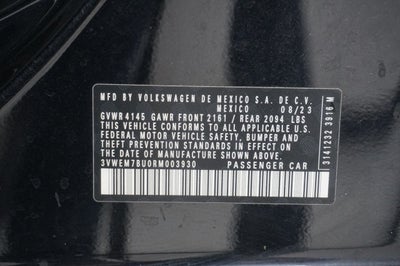 MFD BY VOLKSWAGEN DE MEXICO S.A. DE C.V.
MEXICO 08/23
GVWR 4145 GAWR FRONT 2161 / REAR 2094 LBS
THIS VEHICLE CONFORMS TO ALL APPLICABLE U.S.
FEDERAL MOTOR VEHICLE SAFETY, BUMPER AND
THEFT PREVENTION STANDARDS IN EFFECT ON THE
DATE OF MANUFACTURE SHOWN ABOVE
3VWEM7BU0RM003930 PASSENGER CAR
3141232 3916 M